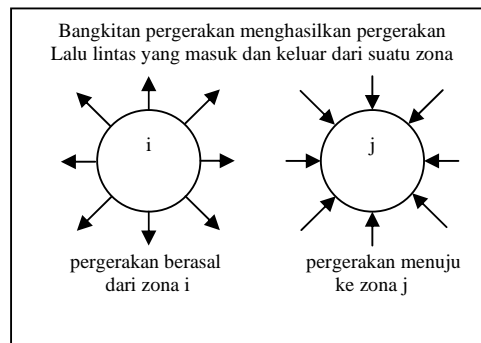 Bangkitan pergerakan menghasilkan pergerakan
Lalu lintas yang masuk dan keluar dari suatu zona
i
j
pergerakan berasal
dari zona i
pergerakan menuju
ke zona j